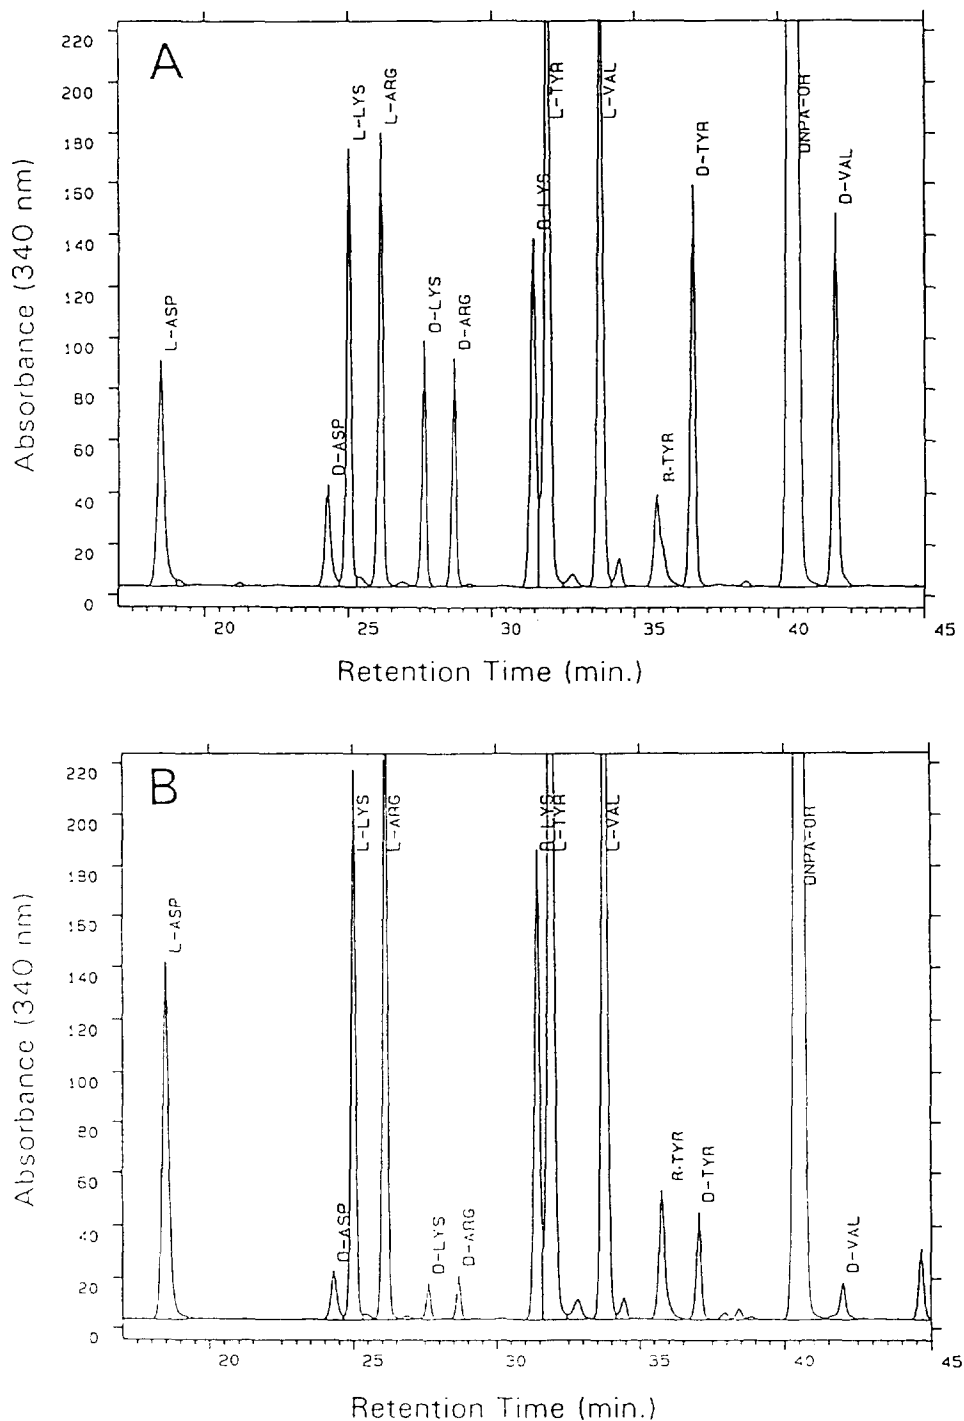 A
220
200
180
160
140
120
100
80
60
40
20
0
Absorbance (340 nm)
L-ASP
D-ASP
L-LYS
L-ARG
D-LYS
D-ARG
R-LYS
L-TYR
L-VAL
R-TYR
D-TYR
DNPA-OH
D-VAL
20
25
30
35
40
45
Retention Time (min.)
B
220
200
180
160
150
140
120
100
80
60
40
20
0
Absorbance (340 nm)
L-ASP
D-ASP
L-LYS
L-ARG
D-LYS
D-ARG
R-LYS
L-TYR
L-VAL
R-TYR
D-TYR
DNPA-OH
D-VAL
20
25
30
35
40
45
Retention Time (min.)